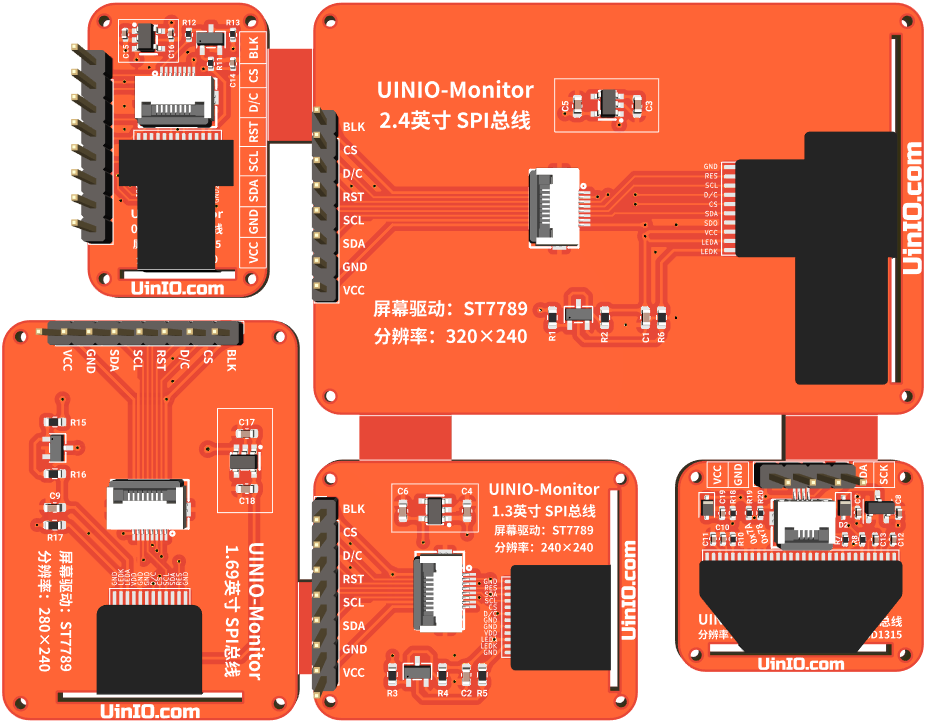 R12
R13
C15
C16
R11
C14
BLK
CS
D/C
RST
SCL
SDA
GND
VCC
UinIO.com
UINIO-Monitor
2.4英寸 SPI总线
C5
C3
BLK
CS
D/C
RST
SCL
SDA
GND
VCC
GND
RES
SCL
D/C
CS
SDA
SDO
VCC
LEDA
LEDK
屏幕驱动：ST7789
分辨率：320×240
R1
R2
C1
R6
UinIO.com
VCC
GND
SDA
SCL
RST
D/C
CS
BLK
R15
R16
C9
R17
C17
C18
UINIO-Monitor
1.69英寸 SPI总线
屏幕驱动：ST7789
分辨率：280×240
UinIO.com
BLK
CS
D/C
RST
SCL
SDA
GND
VCC
C6
C4
UINIO-Monitor
1.3英寸 SPI总线
屏幕驱动：ST7789
分辨率：240×240
R3
R4
C2
R5
UinIO.com
VCC
GND
SCK
C19
R18
R19
R20
C8
C10
D2
C11
R10
C13
C12
总线
分辨率：
D1315
UinIO.com